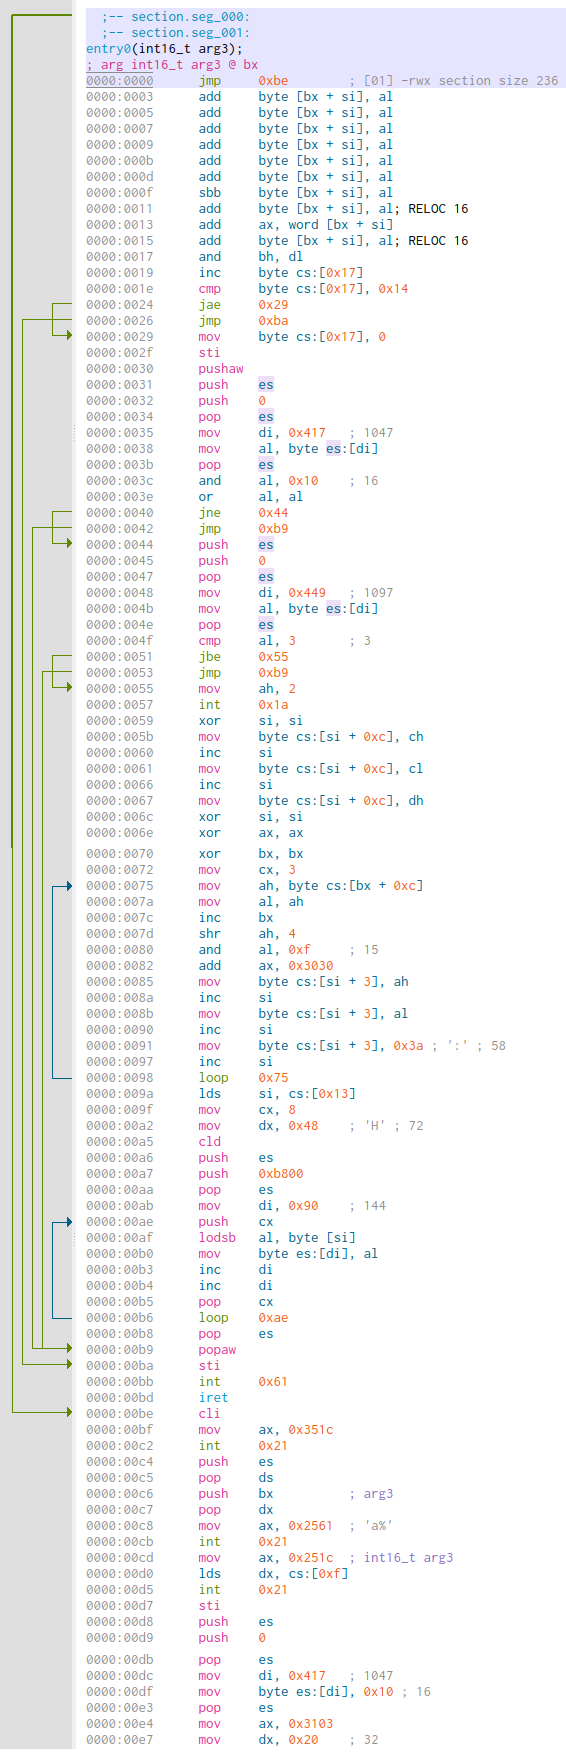 ;-- section.seg_000:
;-- section.seg_001:
entry0(int16_t arg3);
; arg int16_t arg3 @ bx
0000:0000 jmp 0xbe ; [01] -rwx section size 236
0000:0003 add byte [bx + si], al
0000:0005 add byte [bx + si], al
0000:0007 add byte [bx + si], al
0000:0009 add byte [bx + si], al
0000:000b add byte [bx + si], al
0000:000d add byte [bx + si], al
0000:000f sbb byte [bx + si], al
0000:0011 add byte [bx + si], al; RELOC 16
0000:0013 add ax, word [bx + si]
0000:0015 add byte [bx + si], al; RELOC 16
0000:0017 and bh, dl
0000:0019 inc byte cs:[0x17]
0000:001e cmp byte cs:[0x17], 0x14
0000:0024 jae 0x29
0000:0026 jmp 0xba
0000:0029 mov byte cs:[0x17], 0
0000:002f sti
0000:0030 pushaw
0000:0031 push es
0000:0032 push 0
0000:0034 pop es
0000:0035 mov di, 0x417 ; 1047
0000:0038 mov al, byte es:[di]
0000:003b pop es
0000:003c and al, 0x10 ; 16
0000:003e or al, al
0000:0040 jne 0x44
0000:0042 jmp 0xb9
0000:0044 push es
0000:0045 push 0
0000:0047 pop es
0000:0048 mov di, 0x449 ; 1097
0000:004b mov al, byte es:[di]
0000:004e pop es
0000:004f cmp al, 3 ; 3
0000:0051 jbe 0x55
0000:0053 jmp 0xb9
0000:0055 mov ah, 2
0000:0057 int 0x1a
0000:0059 xor si, si
0000:005b mov byte cs:[si + 0xc], ch
0000:0060 inc si
0000:0061 mov byte cs:[si + 0xc], cl
0000:0066 inc si
0000:0067 mov byte cs:[si + 0xc], dh
0000:006c xor si, si
0000:006e xor ax, ax
0000:0070 xor bx, bx
0000:0072 mov cx, 3
0000:0075 mov ah, byte cs:[bx + 0xc]
0000:007a mov al, ah
0000:007c inc bx
0000:007d shr ah, 4
0000:0080 and al, 0xf ; 15
0000:0082 add ax, 0x3030
0000:0085 mov byte cs:[si + 3], ah
0000:008a inc si
0000:008b mov byte cs:[si + 3], al
0000:0090 inc si
0000:0091 mov byte cs:[si + 3], 0x3a ; ':' ; 58
0000:0097 inc si
0000:0098 loop 0x75
0000:009a lds si, cs:[0x13]
0000:009f mov cx, 8
0000:00a2 mov dx, 0x48 ; 'H' ; 72
0000:00a5 cld
0000:00a6 push es
0000:00a7 push 0xb800
0000:00aa pop es
0000:00ab mov di, 0x90 ; 144
0000:00ae push cx
0000:00af lodsb al, byte [si]
0000:00b0 mov byte es:[di], al
0000:00b3 inc di
0000:00b4 inc di
0000:00b5 pop cx
0000:00b6 loop 0xae
0000:00b8 pop es
0000:00b9 popaw
0000:00ba sti
0000:00bb int 0x61
0000:00bd iret
0000:00be cli
0000:00bf mov ax, 0x351c
0000:00c2 int 0x21
0000:00c4 push es
0000:00c5 pop ds
0000:00c6 push bx ; arg3
0000:00c7 pop dx
0000:00c8 mov ax, 0x2561 ; 'a%'
0000:00cb int 0x21
0000:00cd mov ax, 0x251c ; int16_t arg3
0000:00d0 lds dx, cs:[0xf]
0000:00d5 int 0x21
0000:00d7 sti
0000:00d8 push es
0000:00d9 push 0
0000:00db pop es
0000:00dc mov di, 0x417 ; 1047
0000:00df mov byte es:[di], 0x10 ; 16
0000:00e3 pop es
0000:00e4 mov ax, 0x3103
0000:00e7 mov dx, 0x20 ; 32